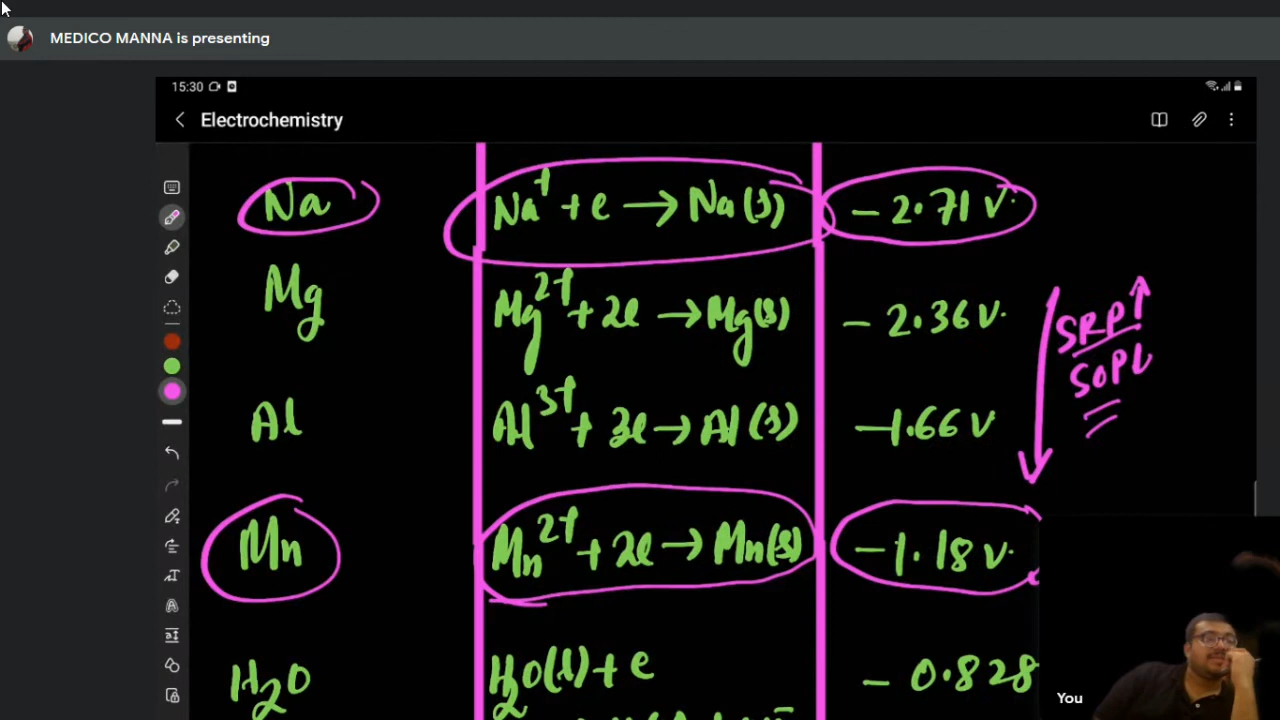 MEDICO MANNA is presenting
15:30
Electrochemistry
Na Na⁺ + e → Na(s) - 2.71 V.
Mg Mg²⁺ + 2e → Mg(s) - 2.36 V.
SRP↑
SOP↓
Al Al³⁺ + 3e → Al(s) -1.66 V
Mn Mn²⁺ + 2e → Mn(s) -1.18 V.
H₂O H₂O(l) + e - 0.828
You